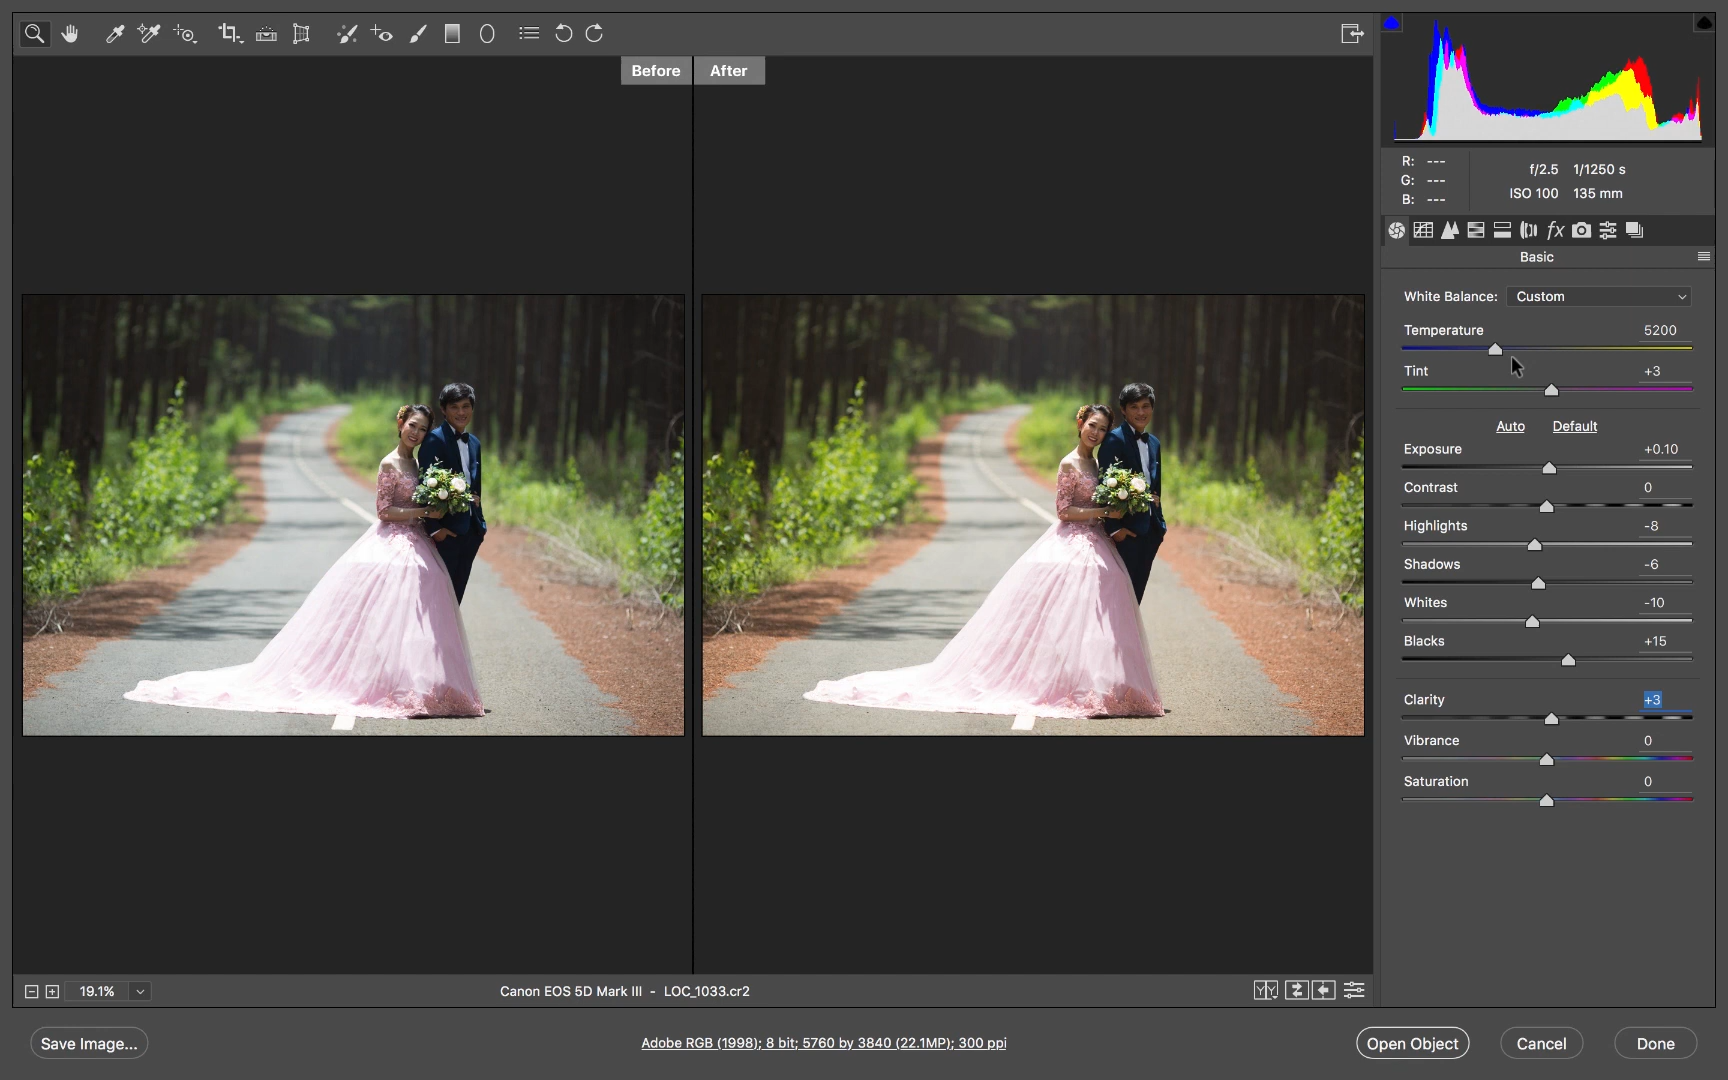 Before
After
R: ---
G: ---
B: ---
f/2.5 1/1250 s
ISO 100 135 mm
fx
Basic
White Balance: Custom
Temperature 5200
Tint +3
Auto Default
Exposure +0.10
Contrast 0
Highlights -8
Shadows -6
Whites -10
Blacks +15
Clarity +3
Vibrance 0
Saturation 0
19.1%
Canon EOS 5D Mark III - LOC_1033.cr2
YY
Save Image...
Adobe RGB (1998); 8 bit; 5760 by 3840 (22.1MP); 300 ppi
Open Object
Cancel
Done